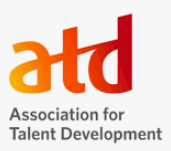 atd
Association for
Talent Development